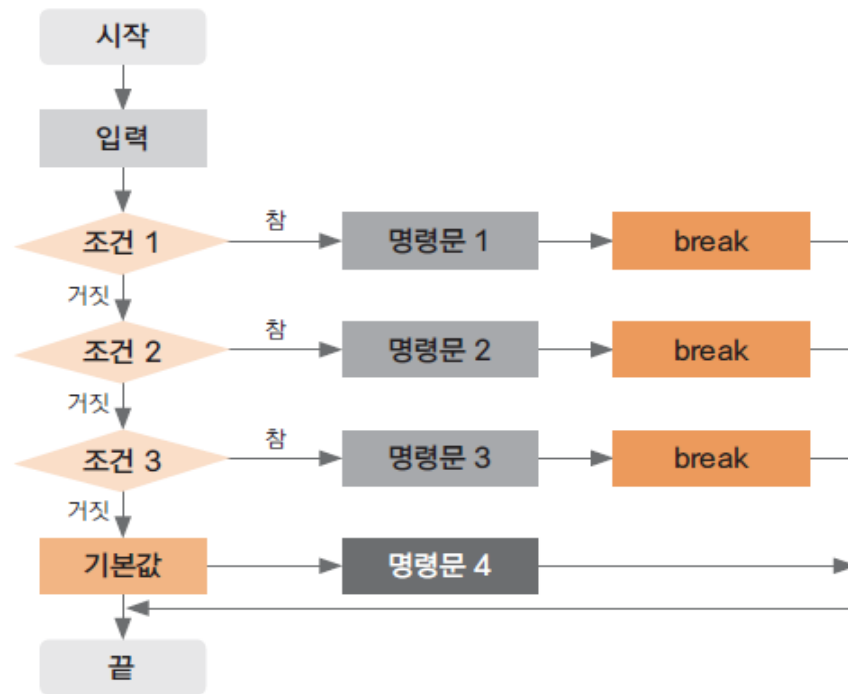 시작
입력
조건 1
참
명령문 1
break
거짓
조건 2
참
명령문 2
break
거짓
조건 3
참
명령문 3
break
거짓
기본값
명령문 4
끝